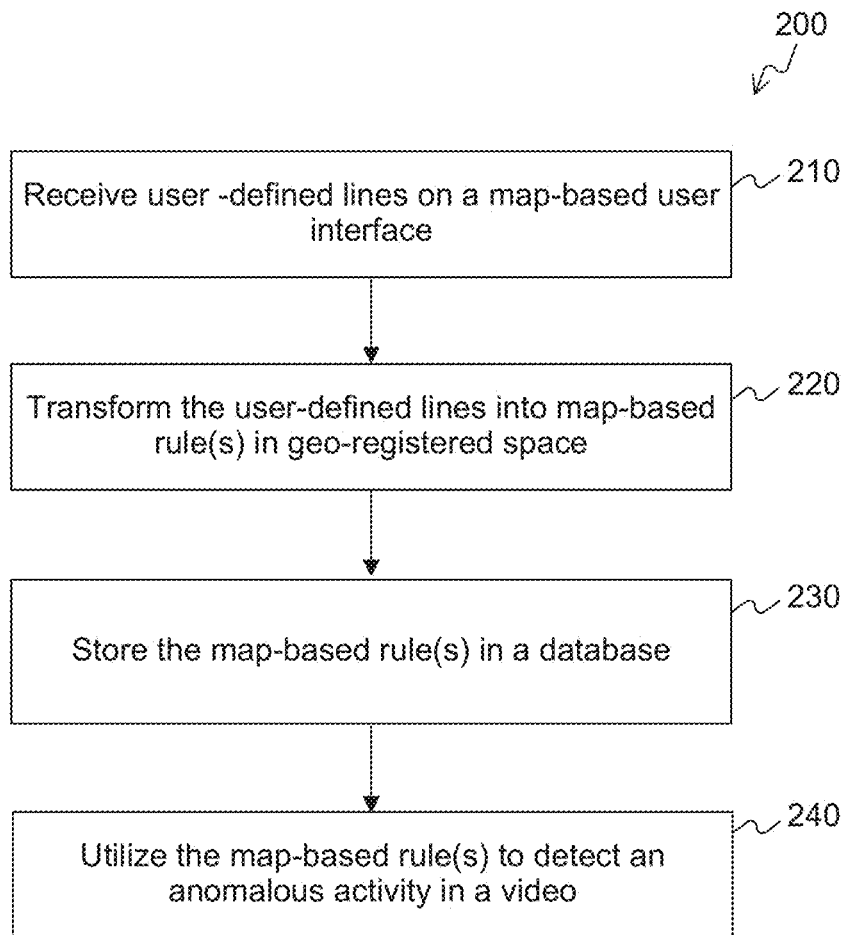 200
210
Receive user -defined lines on a map-based user
interface
220
Transform the user-defined lines into map-based
rule(s) in geo-registered space
230
Store the map-based rule(s) in a database
240
Utilize the map-based rule(s) to detect an
anomalous activity in a video